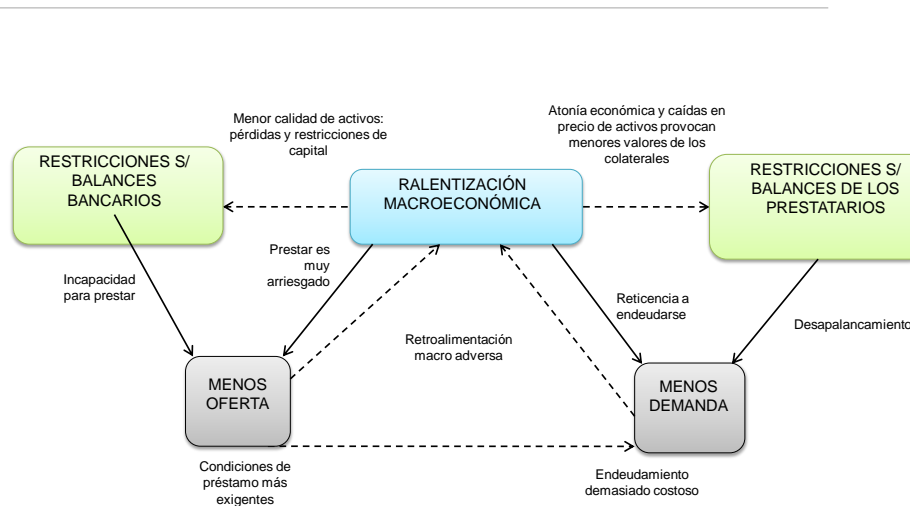 Menor calidad de activos:
pérdidas y restricciones de
capital
Atonía económica y caídas en
precio de activos provocan
menores valores de los
colaterales
RESTRICCIONES S/
BALANCES
BANCARIOS
RALENTIZACIÓN
MACROECONÓMICA
RESTRICCIONES S/
BALANCES DE LOS
PRESTATARIOS
Incapacidad
para prestar
Prestar es
muy
arriesgado
Retroalimentación
macro adversa
Reticencia a
endeudarse
Desapalancamiento
MENOS
OFERTA
MENOS
DEMANDA
Condiciones de
préstamo más
exigentes
Endeudamiento
demasiado costoso